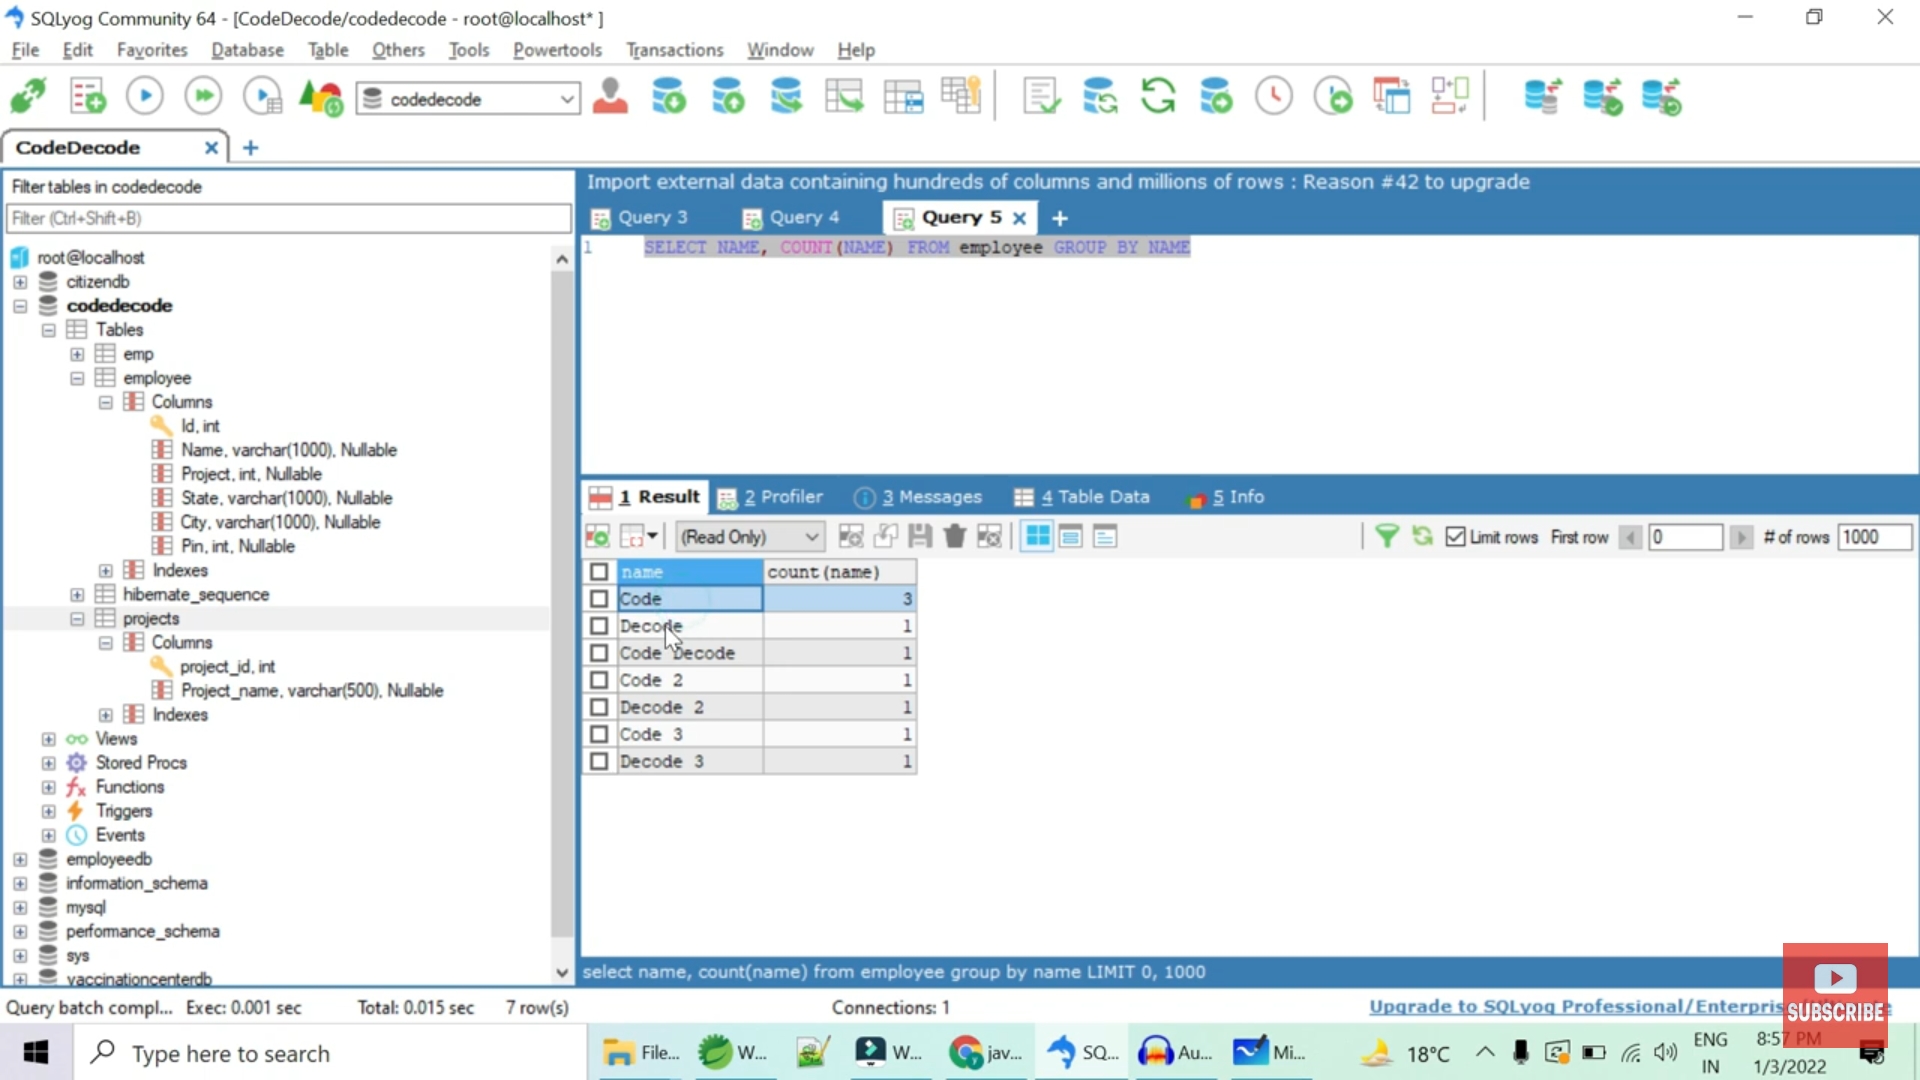 SQLyog Community 64 - [CodeDecode/codedecode - root@localhost* ]
File Edit Favorites Database Table Others Tools Powertools Transactions Window Help
codedecode
CodeDecode
Filter tables in codedecode
Filter (Ctrl+Shift+B)
root@localhost
citizendb
codedecode
Tables
emp
employee
Columns
Id, int
Name, varchar(1000), Nullable
Project, int, Nullable
State, varchar(1000), Nullable
City, varchar(1000), Nullable
Pin, int, Nullable
Indexes
hibernate_sequence
projects
Columns
project_id, int
Project_name, varchar(500), Nullable
Indexes
Views
Stored Procs
Functions
Triggers
Events
employeedb
information_schema
mysql
performance_schema
sys
vaccinationcenterdb
Import external data containing hundreds of columns and millions of rows : Reason #42 to upgrade
Query 3 Query 4 Query 5
1 SELECT NAME, COUNT(NAME) FROM employee GROUP BY NAME
1 Result 2 Profiler 3 Messages 4 Table Data 5 Info
(Read Only) Limit rows First row 0 # of rows 1000
name count(name)
Code 3
Decode 1
Code Decode 1
Code 2 1
Decode 2 1
Code 3 1
Decode 3 1
select name, count(name) from employee group by name LIMIT 0, 1000
Query batch compl... Exec: 0.001 sec Total: 0.015 sec 7 row(s) Connections: 1 Upgrade to SQLyog Professional/Enterpris
SUBSCRIBE
Type here to search File... W... W... jav... SQ... Au... Mi... 18°C ENG IN 8:57 PM 1/3/2022